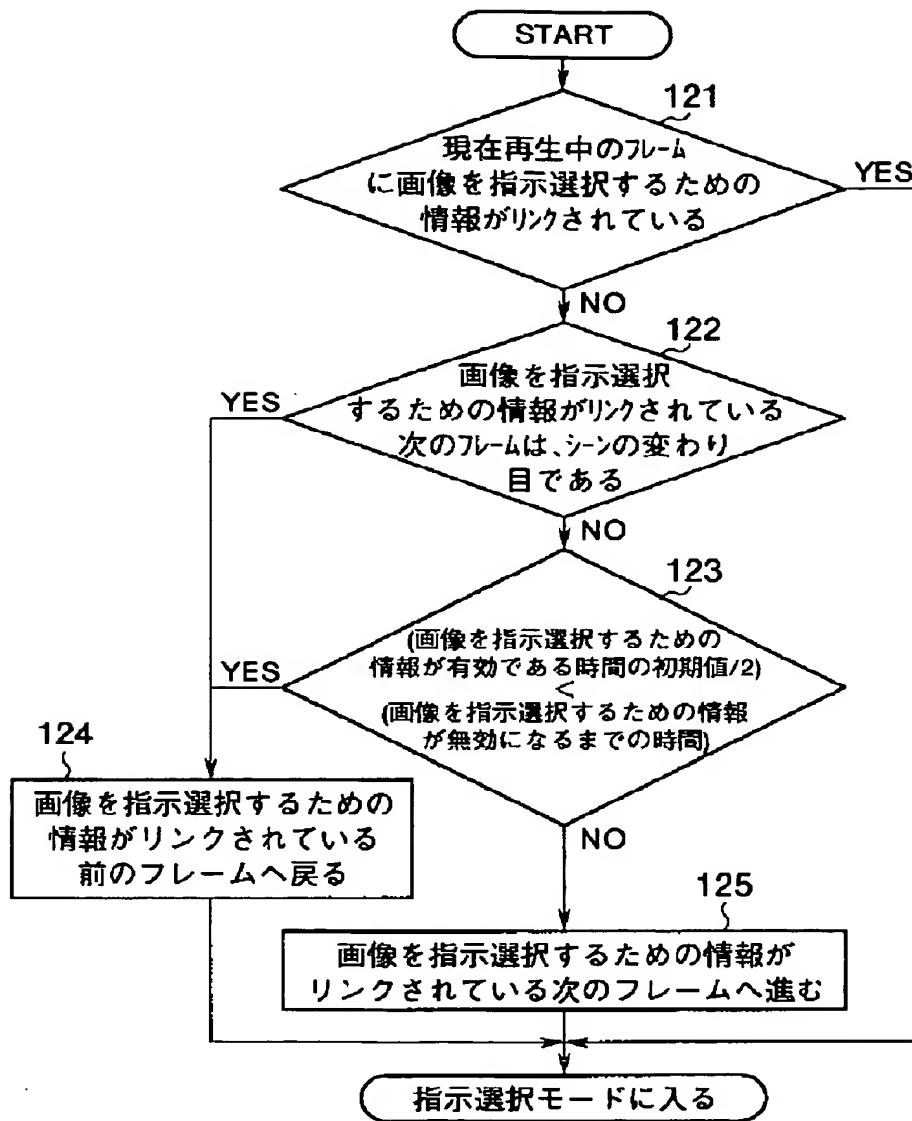 START
121
現在再生中のフレーム
に画像を指示選択するための
情報がリンクされている
YES
NO
122
画像を指示選択
するための情報がリンクされている
次のフレームは、シーンの変わり
目である
YES
NO
123
(画像を指示選択するための
情報が有効である時間の初期値/2)
<
(画像を指示選択するための情報
が無効になるまでの時間)
YES
NO
124
画像を指示選択するための
情報がリンクされている
前のフレームへ戻る
125
画像を指示選択するための情報が
リンクされている次のフレームへ進む
指示選択モードに入る